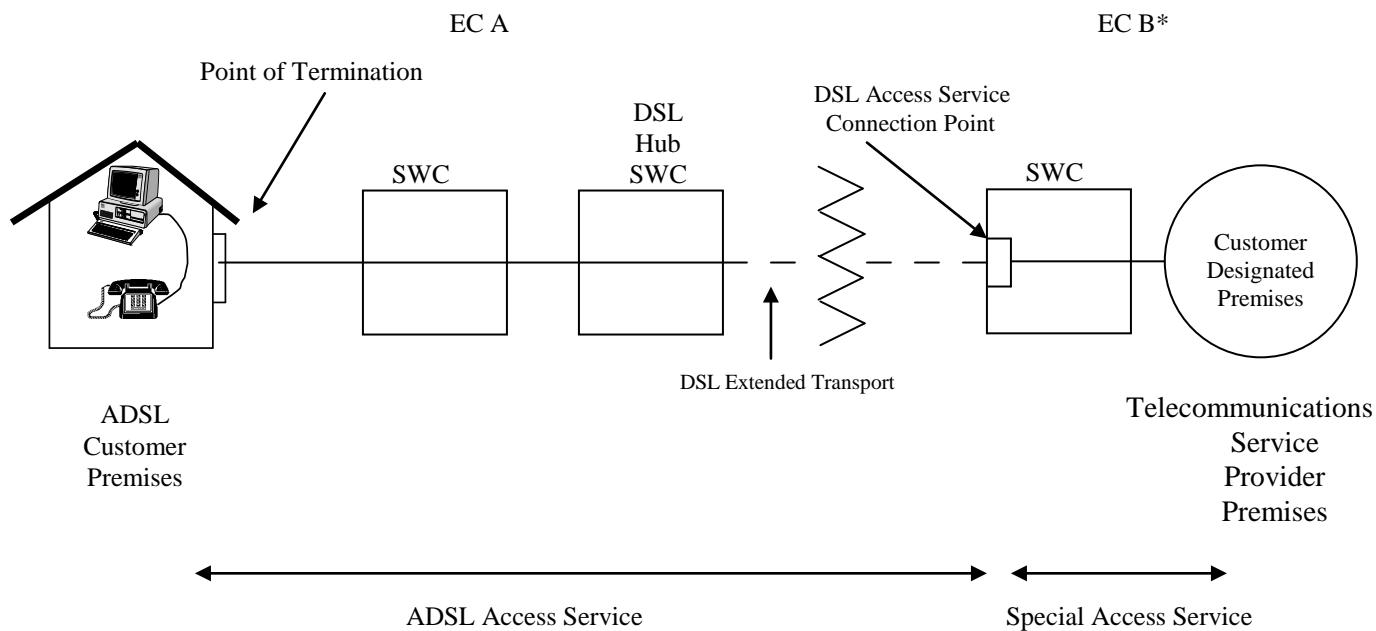 EC A
EC B*
Point of Termination
DSL Access Service
Connection Point
DSL
Hub
SWC
SWC
SWC
Customer
Designated
Premises
DSL Extended Transport
ADSL
Customer
Premises
Telecommunications
Service
Provider
Premises
ADSL Access Service
Special Access Service